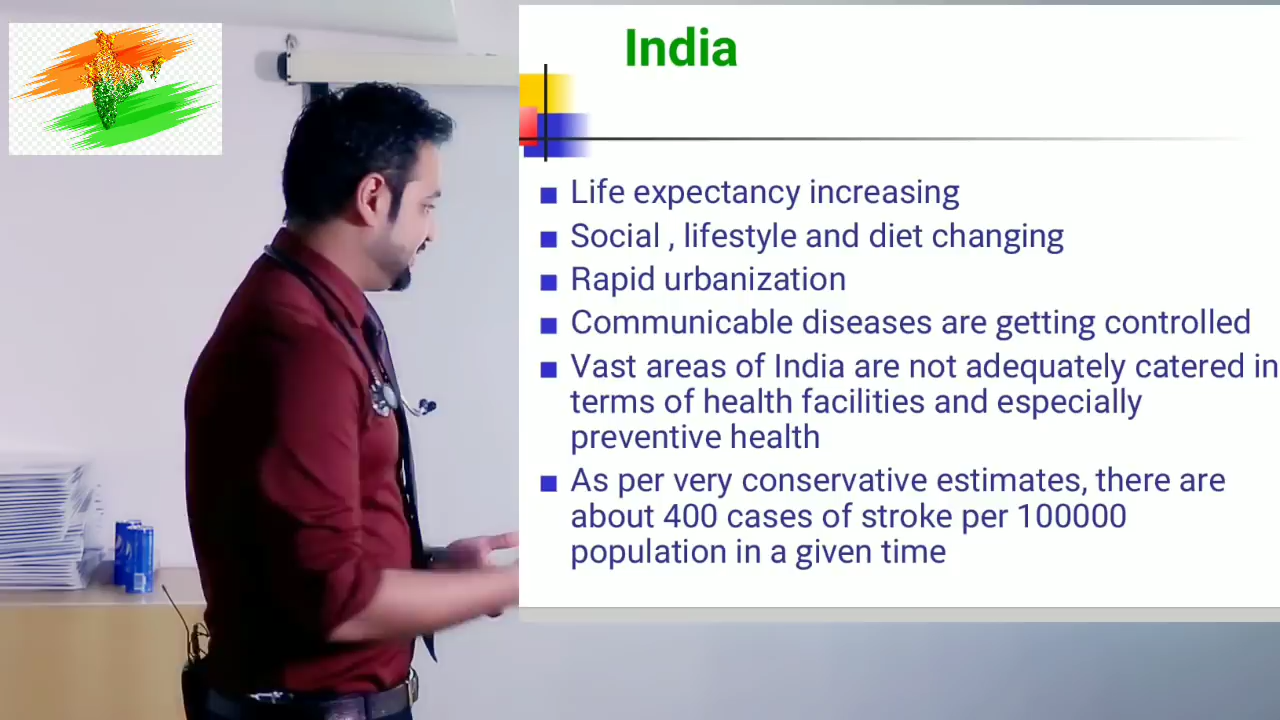 India
Life expectancy increasing
Social , lifestyle and diet changing
Rapid urbanization
Communicable diseases are getting controlled
Vast areas of India are not adequately catered in
terms of health facilities and especially
preventive health
As per very conservative estimates, there are
about 400 cases of stroke per 100000
population in a given time